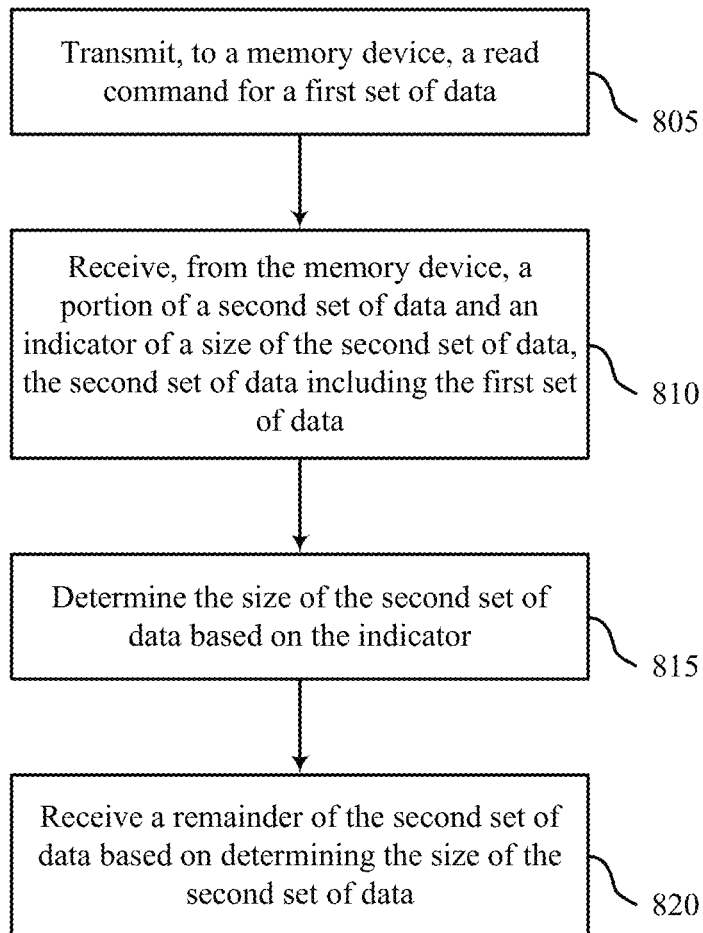 Transmit, to a memory device, a read
command for a first set of data
805
Receive, from the memory device, a
portion of a second set of data and an
indicator of a size of the second set of data,
the second set of data including the first set
of data
810
Determine the size of the second set of
data based on the indicator
815
Receive a remainder of the second set of
data based on determining the size of the
second set of data
820